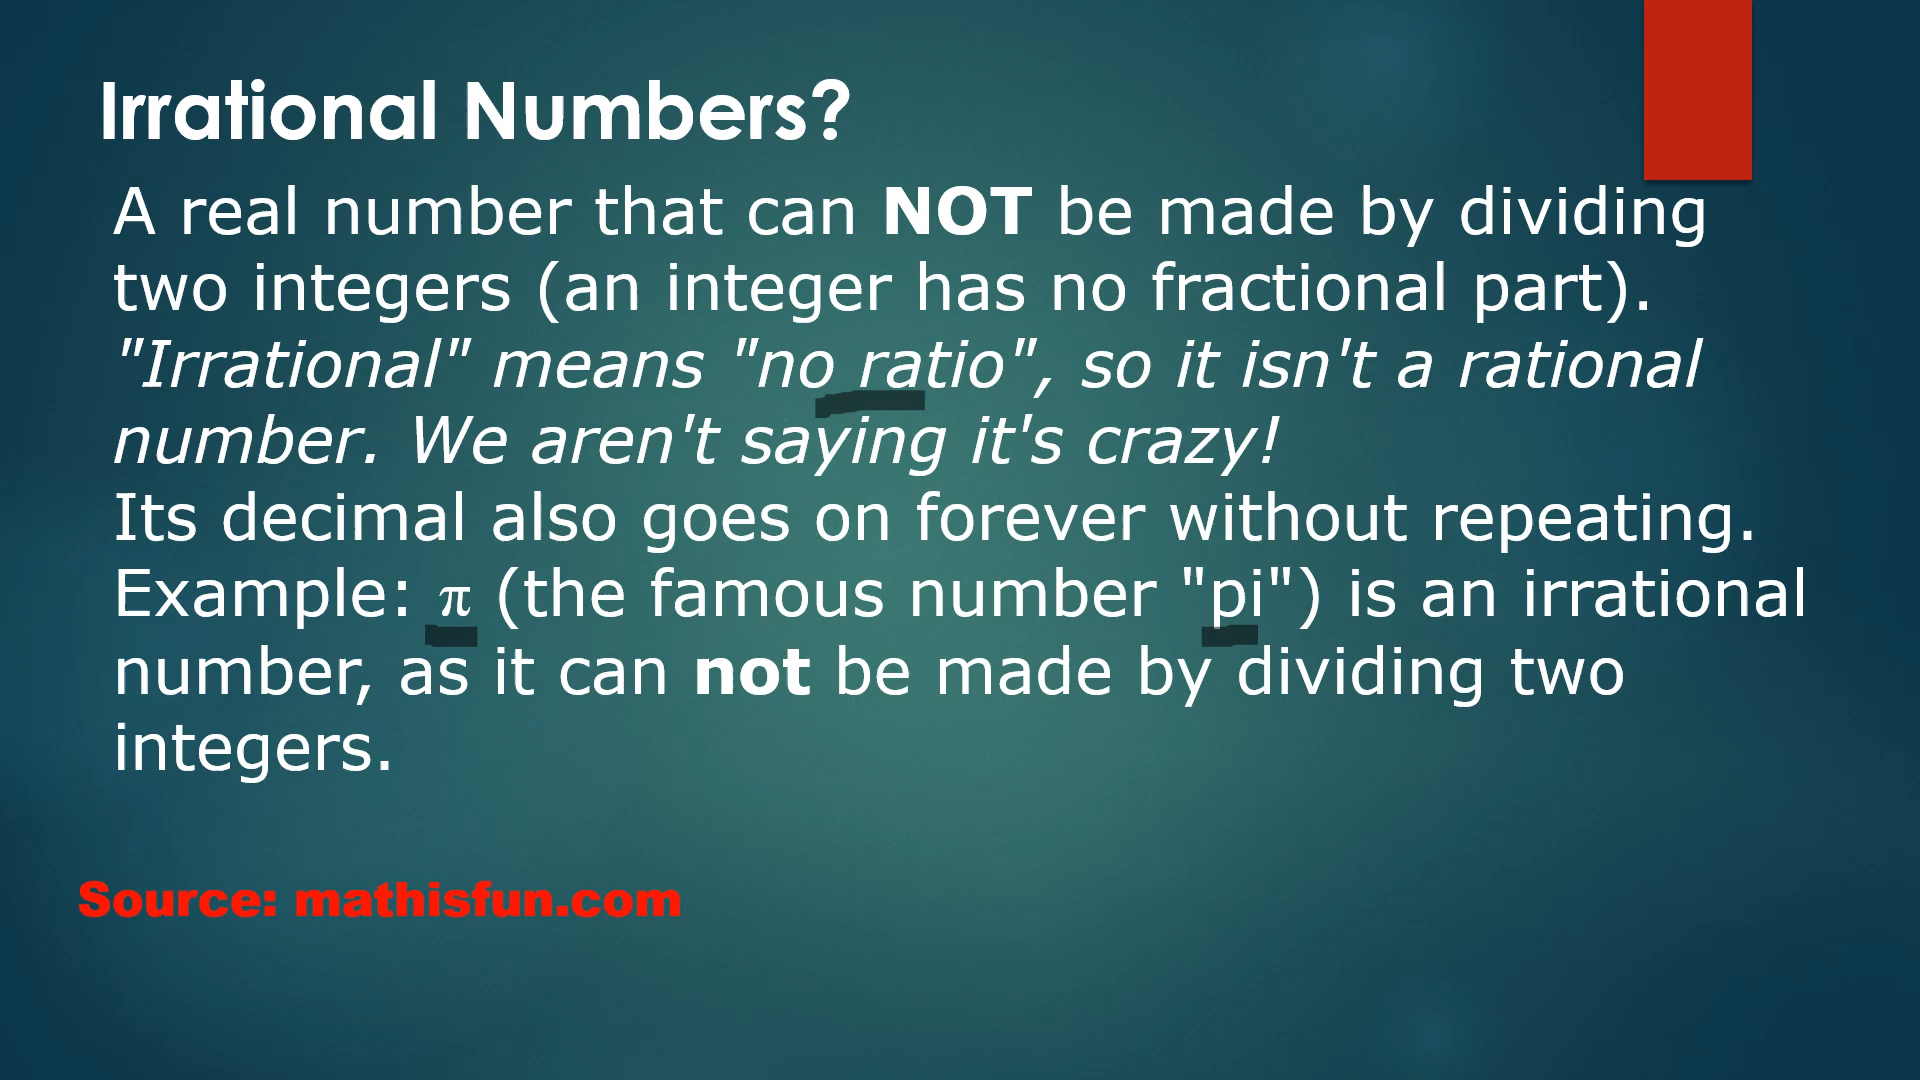 Irrational Numbers?
A real number that can NOT be made by dividing
two integers (an integer has no fractional part).
"Irrational" means "no ratio", so it isn't a rational
number. We aren't saying it's crazy!
Its decimal also goes on forever without repeating.
Example: π (the famous number "pi") is an irrational
number, as it can not be made by dividing two
integers.
Source: mathisfun.com